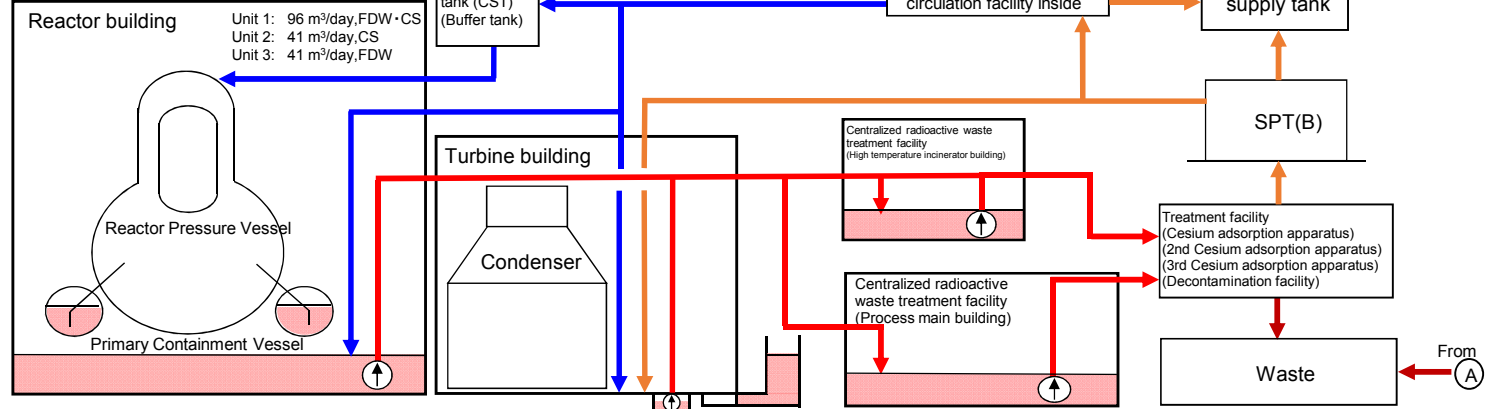 Reactor building
Unit 1: 96 m³/day,FDW･CS
Unit 2: 41 m³/day,CS
Unit 3: 41 m³/day,FDW
tank (CST)
(Buffer tank)
circulation facility inside
supply tank
SPT(B)
Turbine building
Centralized radioactive waste
treatment facility
(High temperature incinerator building)
Reactor Pressure Vessel
Condenser
Treatment facility
(Cesium adsorption apparatus)
(2nd Cesium adsorption apparatus)
(3rd Cesium adsorption apparatus)
(Decontamination facility)
Centralized radioactive
waste treatment facility
(Process main building)
Primary Containment Vessel
Waste
From
A